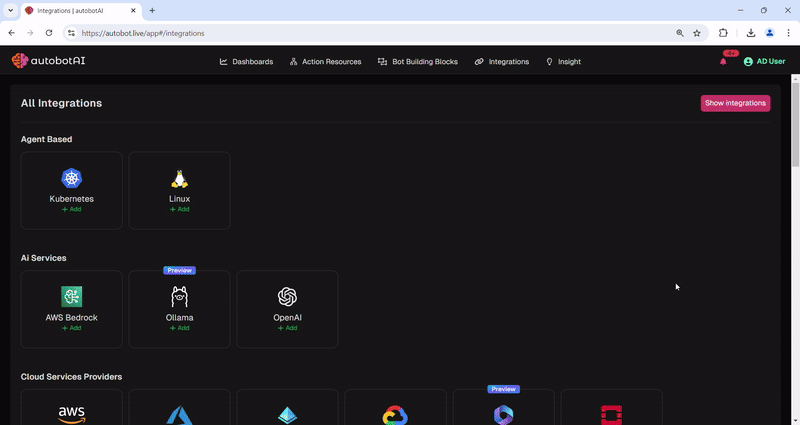 Integrations | autobotAI
https://autobot.live/app#/integrations
autobotAI
Dashboards
Action Resources
Bot Building Blocks
Integrations
Insight
AD User
All Integrations
Show integrations
Agent Based
Kubernetes
+ Add
Linux
+ Add
Ai Services
AWS Bedrock
+ Add
Preview
Ollama
+ Add
OpenAI
+ Add
Cloud Services Providers
aws
Preview